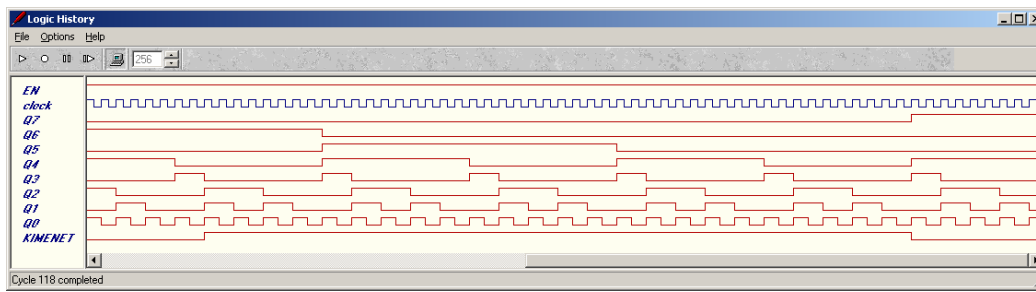 Logic History
File Options Help
256
EN
clock
Q7
Q6
Q5
Q4
Q3
Q2
Q1
Q0
KIMENET
Cycle 118 completed